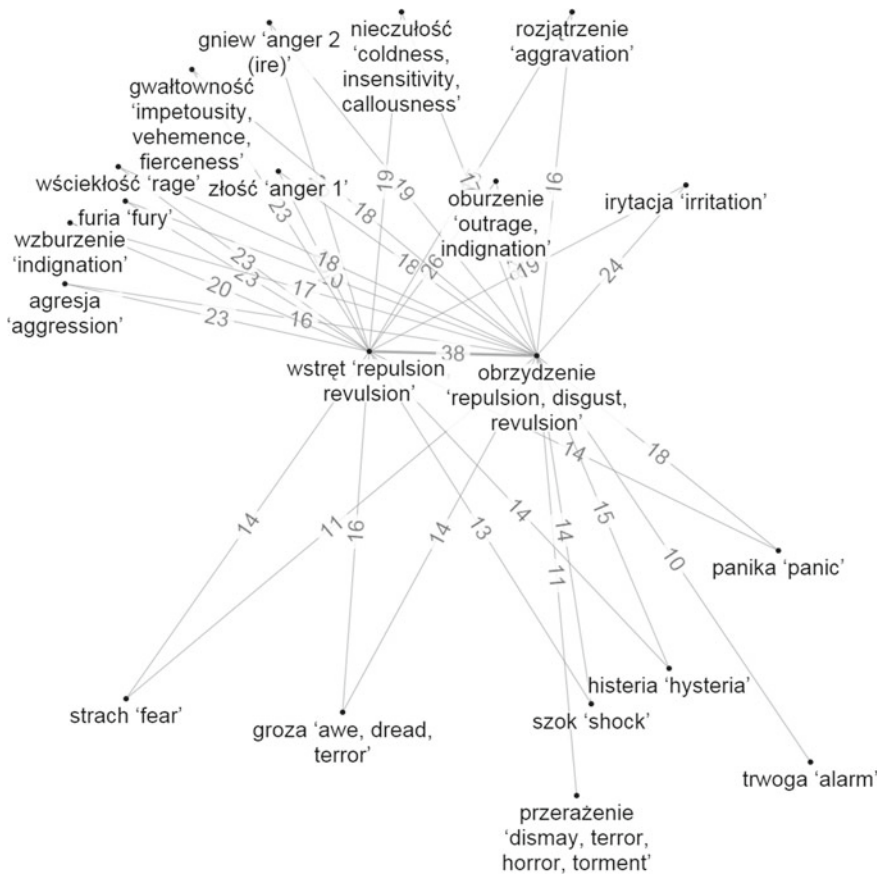 gniew ‘anger 2
(ire)’
nieczułość
‘coldness,
insensitivity,
callousness’
rozjątrzenie
‘aggravation’
gwałtowność
‘impetousity,
vehemence,
fierceness’
wściekłość ‘rage’
złość ‘anger 1’
furia ‘fury’
wzburzenie
‘indignation’
agresja
‘aggression’
oburzenie
‘outrage,
indignation’
irytacja ‘irritation’
23
19
19
17
16
18
26
18
19
24
23
23
18
20
17
23
16
38
wstręt ‘repulsion
revulsion’
obrzydzenie
‘repulsion, disgust,
revulsion’
14
18
14
11
16
14
13
14
14
15
11
10
panika ‘panic’
histeria ‘hysteria’
strach ‘fear’
groza ‘awe, dread,
terror’
szok ‘shock’
trwoga ‘alarm’
przerażenie
‘dismay, terror,
horror, torment’